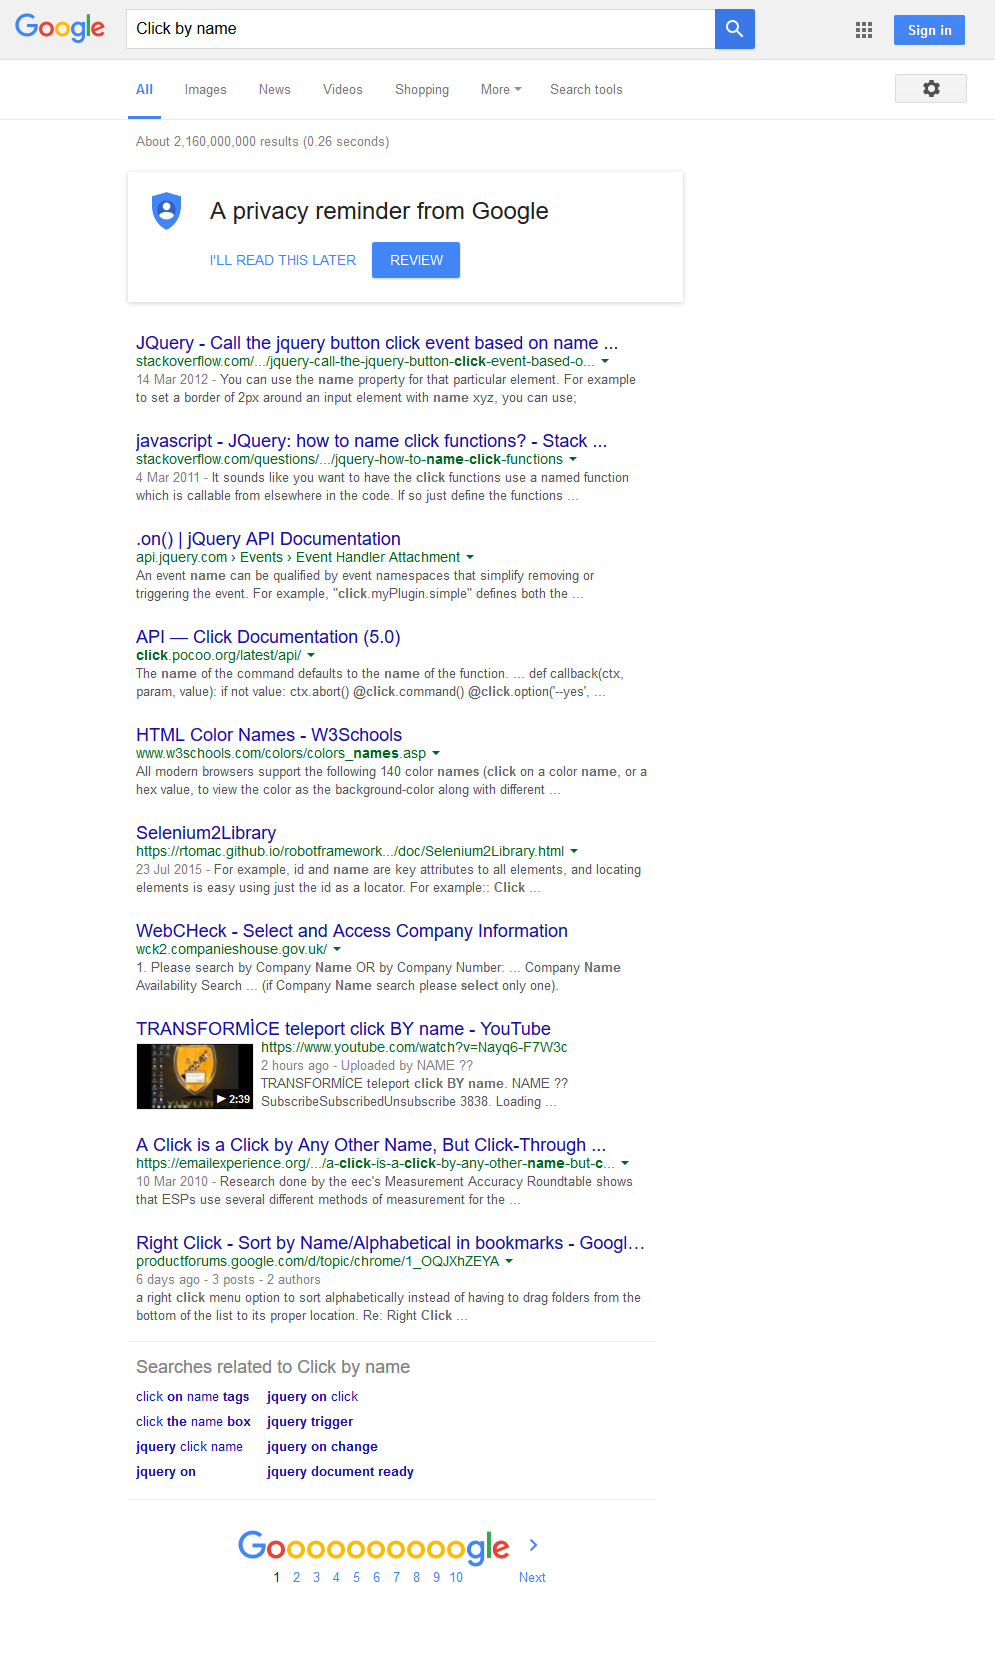 Google
Click by name
Sign in
All Images News Videos Shopping More Search tools
About 2,160,000,000 results (0.26 seconds)
A privacy reminder from Google
I'LL READ THIS LATER REVIEW
JQuery - Call the jquery button click event based on name ...
stackoverflow.com/.../jquery-call-the-jquery-button-click-event-based-o...
14 Mar 2012 - You can use the name property for that particular element. For example
to set a border of 2px around an input element with name xyz, you can use;
javascript - JQuery: how to name click functions? - Stack ...
stackoverflow.com/questions/.../jquery-how-to-name-click-functions
4 Mar 2011 - It sounds like you want to have the click functions use a named function
which is callable from elsewhere in the code. If so just define the functions ...
.on() | jQuery API Documentation
api.jquery.com › Events › Event Handler Attachment
An event name can be qualified by event namespaces that simplify removing or
triggering the event. For example, "click.myPlugin.simple" defines both the ...
API — Click Documentation (5.0)
click.pocoo.org/latest/api/
The name of the command defaults to the name of the function. ... def callback(ctx,
param, value): if not value: ctx.abort() @click.command() @click.option('--yes', ...
HTML Color Names - W3Schools
www.w3schools.com/colors/colors_names.asp
All modern browsers support the following 140 color names (click on a color name, or a
hex value, to view the color as the background-color along with different ...
Selenium2Library
https://rtomac.github.io/robotframework.../doc/Selenium2Library.html
23 Jul 2015 - For example, id and name are key attributes to all elements, and locating
elements is easy using just the id as a locator. For example:: Click ...
WebCHeck - Select and Access Company Information
wck2.companieshouse.gov.uk/
1. Please search by Company Name OR by Company Number: ... Company Name
Availability Search ... (if Company Name search please select only one).
TRANSFORMİCE teleport click BY name - YouTube
https://www.youtube.com/watch?v=Nayq6-F7W3c
2 hours ago - Uploaded by NAME ??
TRANSFORMİCE teleport click BY name. NAME ??
SubscribeSubscribedUnsubscribe 3838. Loading ...
2:39
A Click is a Click by Any Other Name, But Click-Through ...
https://emailexperience.org/.../a-click-is-a-click-by-any-other-name-but-c...
10 Mar 2010 - Research done by the eec's Measurement Accuracy Roundtable shows
that ESPs use several different methods of measurement for the ...
Right Click - Sort by Name/Alphabetical in bookmarks - Googl...
productforums.google.com/d/topic/chrome/1_OQJXhZEYA
6 days ago - 3 posts - 2 authors
a right click menu option to sort alphabetically instead of having to drag folders from the
bottom of the list to its proper location. Re: Right Click ...
Searches related to Click by name
click on name tags jquery on click
click the name box jquery trigger
jquery click name jquery on change
jquery on jquery document ready
Goooooooooogle
1 2 3 4 5 6 7 8 9 10 Next